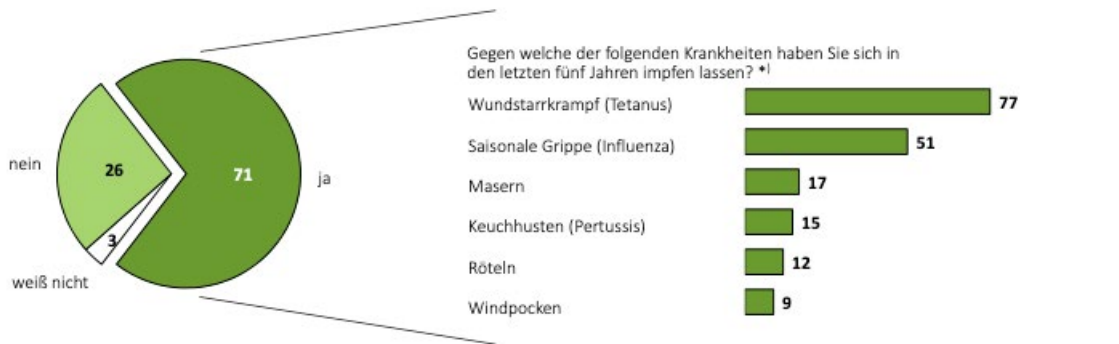 Gegen welche der folgenden Krankheiten haben Sie sich in
den letzten fünf Jahren impfen lassen? *)
Wundstarrkrampf (Tetanus) 77
Saisonale Grippe (Influenza) 51
Masern 17
Keuchhusten (Pertussis) 15
Röteln 12
Windpocken 9
nein 26
71 ja
3
weiß nicht